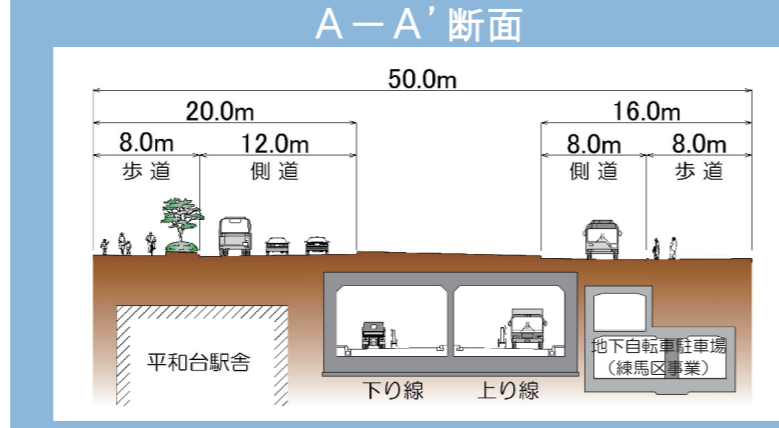 A－A’断面
50.0m
20.0m
16.0m
8.0m
12.0m
8.0m
8.0m
歩道
側道
側道
歩道
平和台駅舎
地下自転車駐車場
（練馬区事業）
下り線
上り線